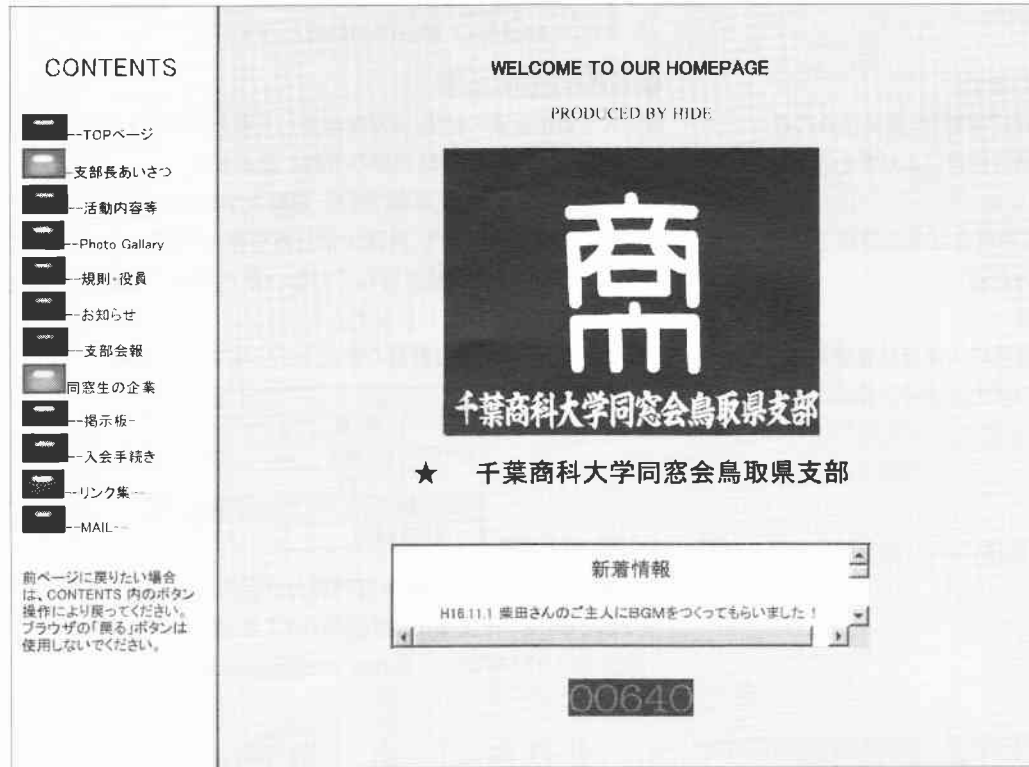 CONTENTS
--TOPページ
--支部長あいさつ
--活動内容等
--Photo Gallary
--規則・役員
--お知らせ
--支部会報
同窓生の企業
--掲示板-
--入会手続き
--リンク集--
--MAIL--
前ページに戻りたい場合
は、CONTENTS 内のボタン
操作により戻ってください。
ブラウザの「戻る」ボタンは
使用しないでください。
WELCOME TO OUR HOMEPAGE
PRODUCED BY HIDE
商
千葉商科大学同窓会鳥取県支部
★ 千葉商科大学同窓会鳥取県支部
新着情報
H16.11.1 柴田さんのご主人にBGMをつくってもらいました！
00640